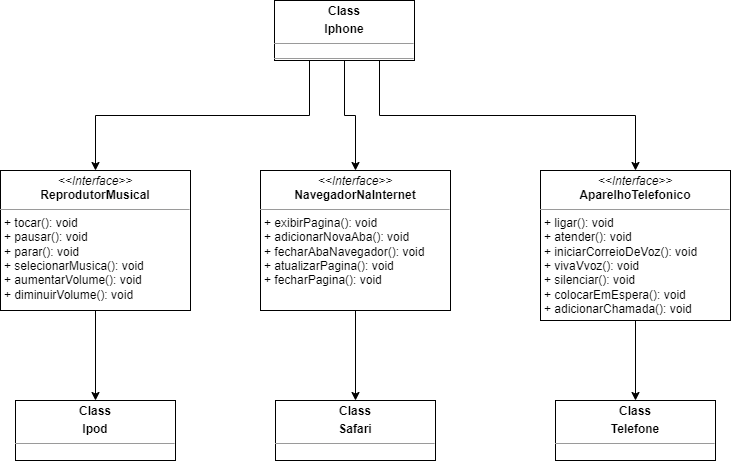 Class
Iphone
<<Interface>>
ReprodutorMusical
+ tocar(): void
+ pausar(): void
+ parar(): void
+ selecionarMusica(): void
+ aumentarVolume(): void
+ diminuirVolume(): void
<<Interface>>
NavegadorNaInternet
+ exibirPagina(): void
+ adicionarNovaAba(): void
+ fecharAbaNavegador(): void
+ atualizarPagina(): void
+ fecharPagina(): void
<<Interface>>
AparelhoTelefonico
+ ligar(): void
+ atender(): void
+ iniciarCorreioDeVoz(): void
+ vivaVvoz(): void
+ silenciar(): void
+ colocarEmEspera(): void
+ adicionarChamada(): void
Class
Ipod
Class
Safari
Class
Telefone